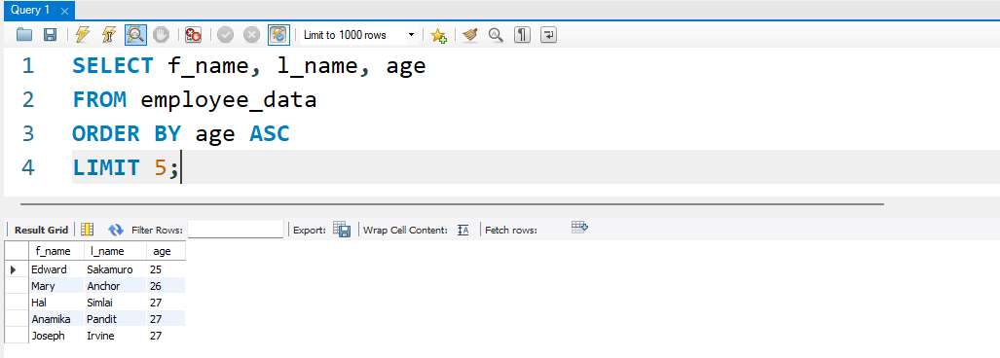 Query 1
Limit to 1000 rows
1 SELECT f_name, l_name, age
2 FROM employee_data
3 ORDER BY age ASC
4 LIMIT 5;
Result Grid Filter Rows: Export: Wrap Cell Content: Fetch rows:
f_name l_name age
Edward Sakamuro 25
Mary Anchor 26
Hal Simlai 27
Anamika Pandit 27
Joseph Irvine 27